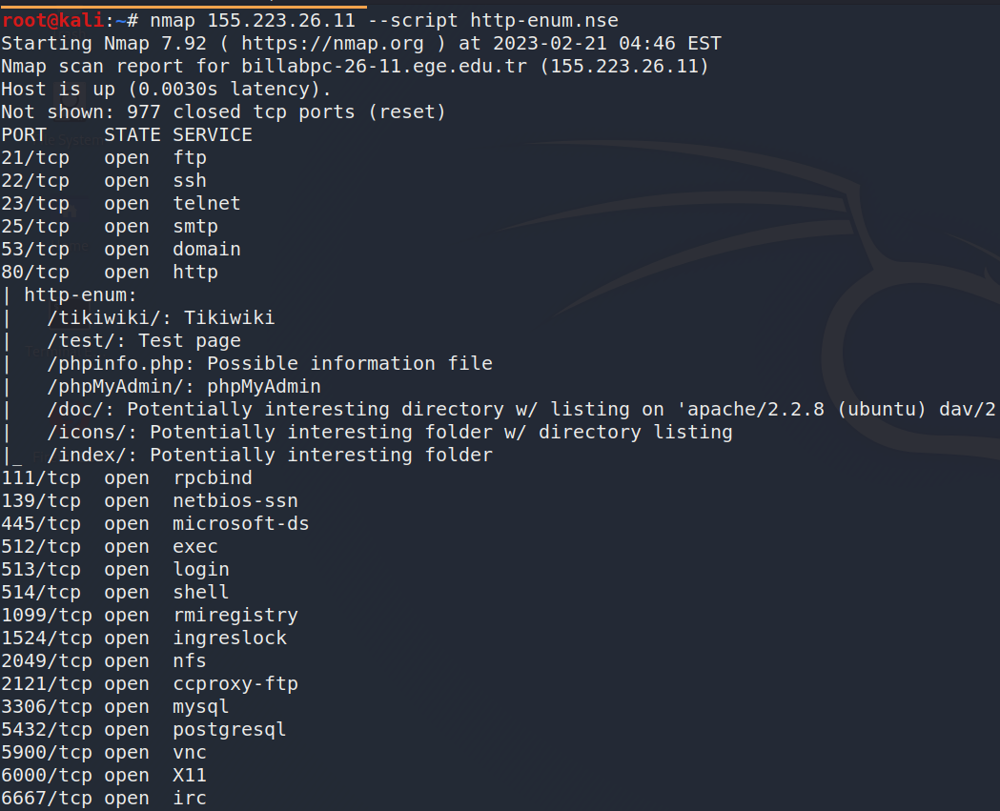 root@kali:~# nmap 155.223.26.11 --script http-enum.nse
Starting Nmap 7.92 ( https://nmap.org ) at 2023-02-21 04:46 EST
Nmap scan report for billabpc-26-11.ege.edu.tr (155.223.26.11)
Host is up (0.0030s latency).
Not shown: 977 closed tcp ports (reset)
PORT     STATE SERVICE
21/tcp   open  ftp
22/tcp   open  ssh
23/tcp   open  telnet
25/tcp   open  smtp
53/tcp   open  domain
80/tcp   open  http
| http-enum:
|   /tikiwiki/: Tikiwiki
|   /test/: Test page
|   /phpinfo.php: Possible information file
|   /phpMyAdmin/: phpMyAdmin
|   /doc/: Potentially interesting directory w/ listing on 'apache/2.2.8 (ubuntu) dav/2
|   /icons/: Potentially interesting folder w/ directory listing
|_  /index/: Potentially interesting folder
111/tcp  open  rpcbind
139/tcp  open  netbios-ssn
445/tcp  open  microsoft-ds
512/tcp  open  exec
513/tcp  open  login
514/tcp  open  shell
1099/tcp open  rmiregistry
1524/tcp open  ingreslock
2049/tcp open  nfs
2121/tcp open  ccproxy-ftp
3306/tcp open  mysql
5432/tcp open  postgresql
5900/tcp open  vnc
6000/tcp open  X11
6667/tcp open  irc